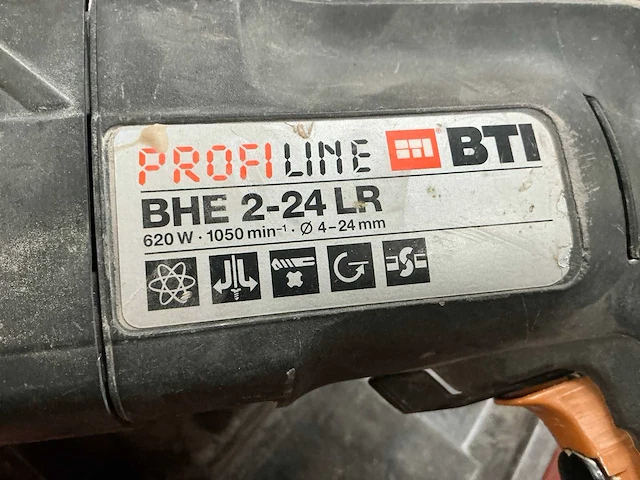 PROFILINE BTI
BHE 2-24 LR
620 W · 1050 min⁻¹ · Ø 4-24 mm